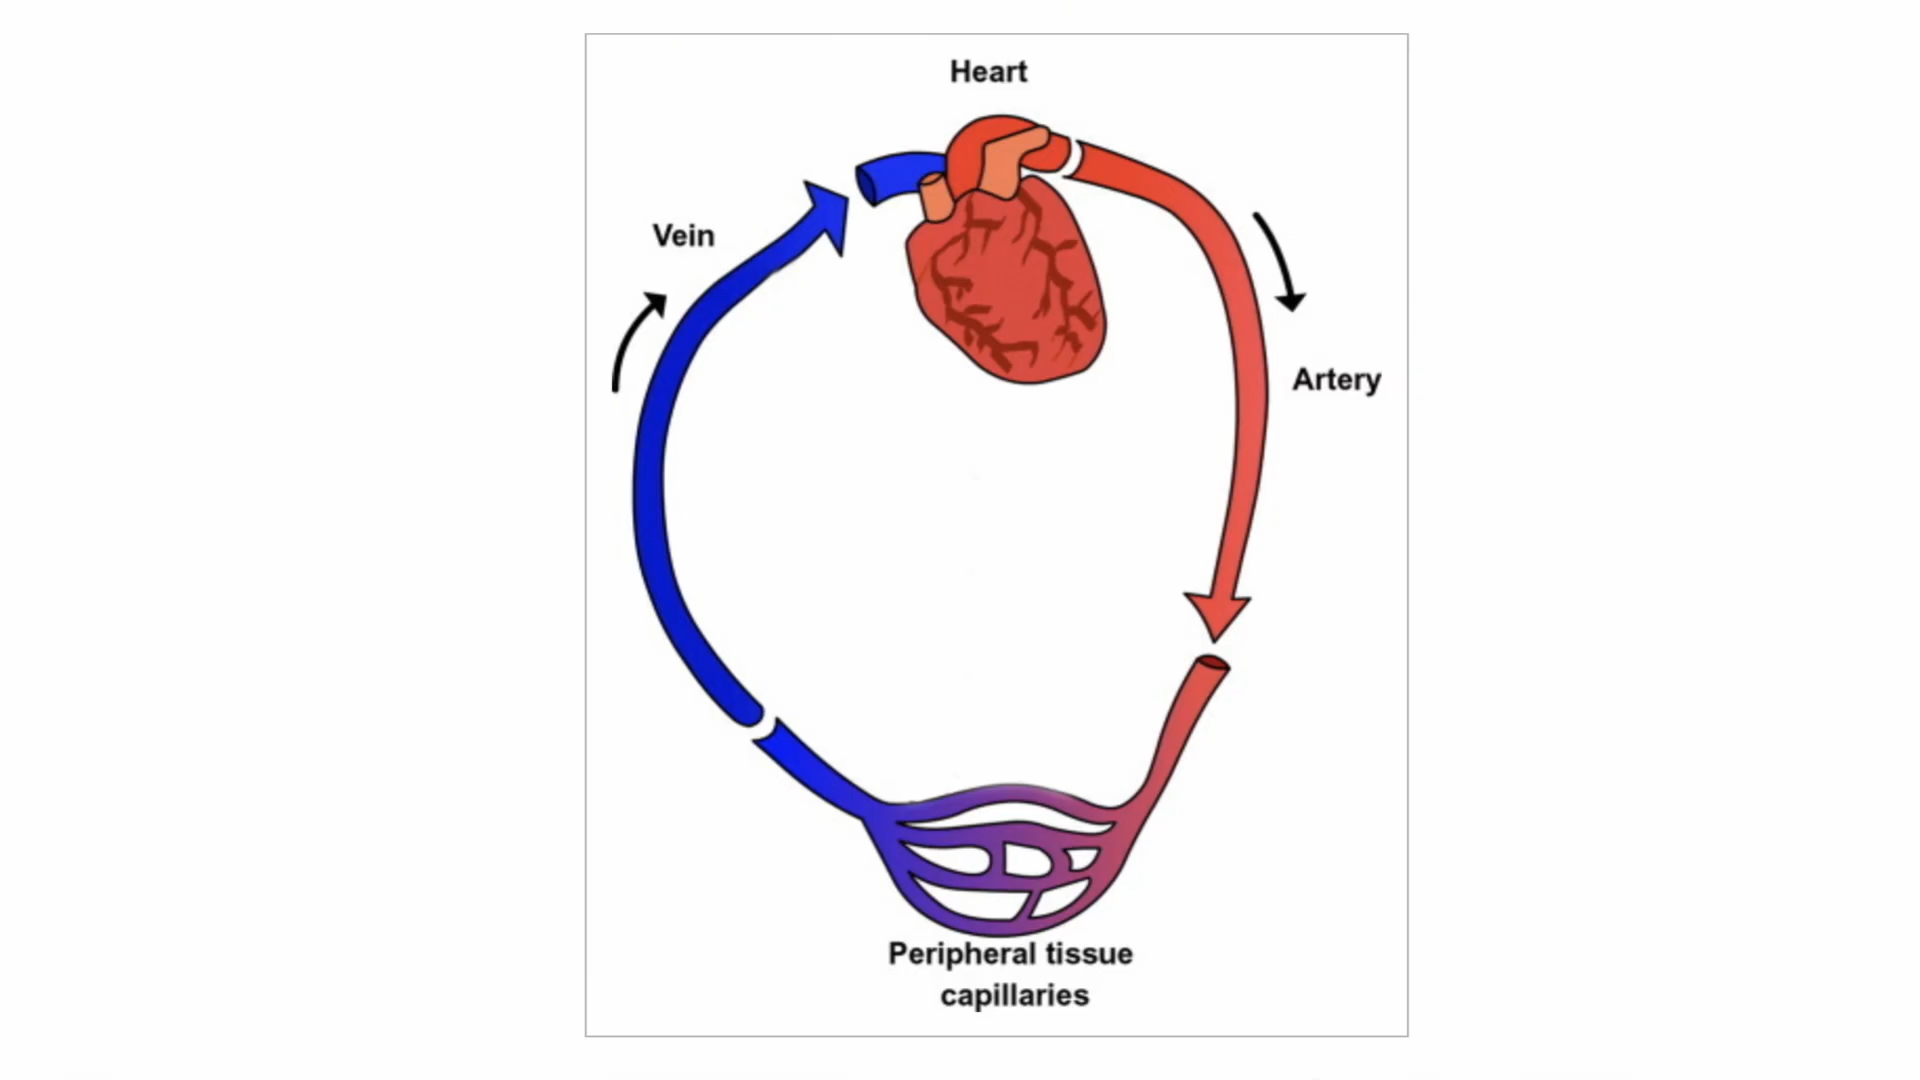 Heart
Vein
Artery
Peripheral tissue
capillaries